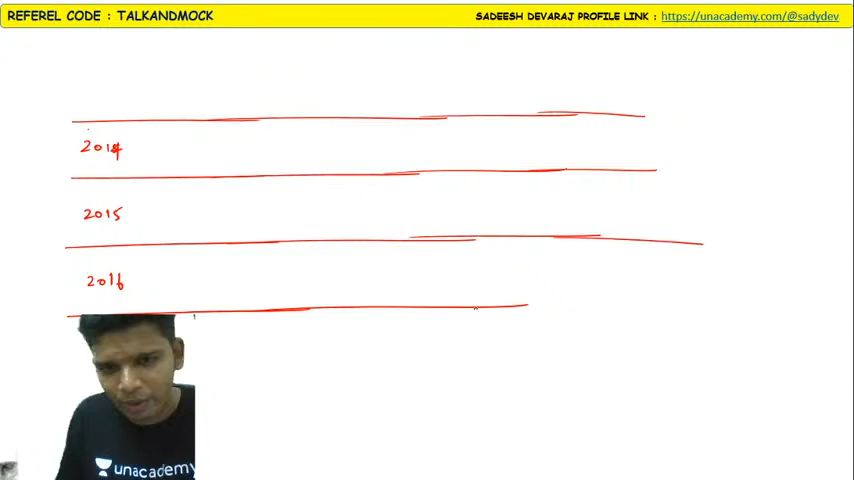 REFEREL CODE : TALKANDMOCK
SADEESH DEVARAJ PROFILE LINK : https://unacademy.com/@sadydev
2014
2015
2016
unacademy